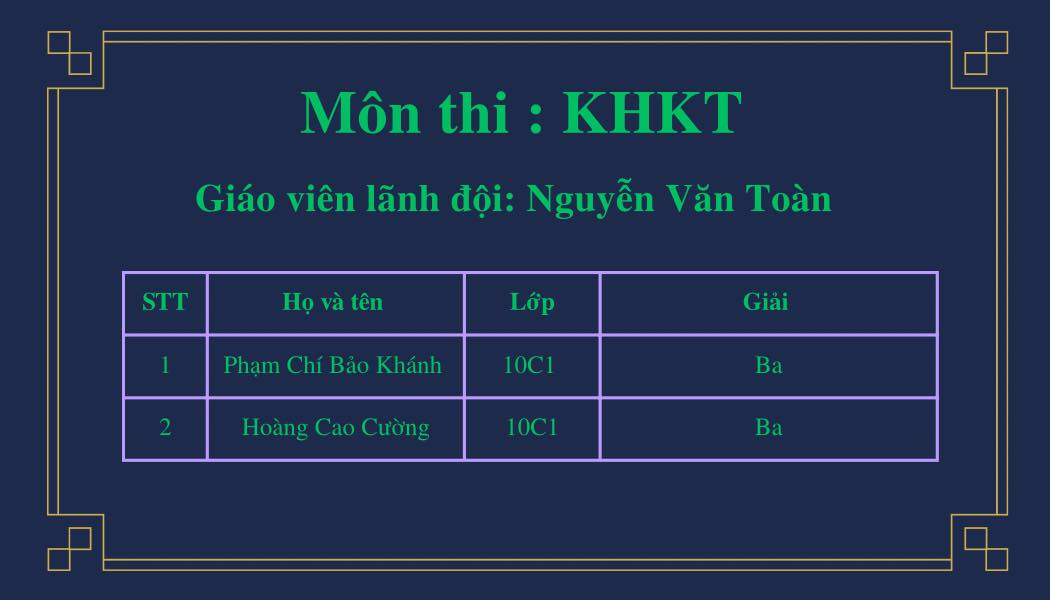 Môn thi : KHKT
Giáo viên lãnh đội: Nguyễn Văn Toàn
STT Họ và tên Lớp Giải
1 Phạm Chí Bảo Khánh 10C1 Ba
2 Hoàng Cao Cường 10C1 Ba